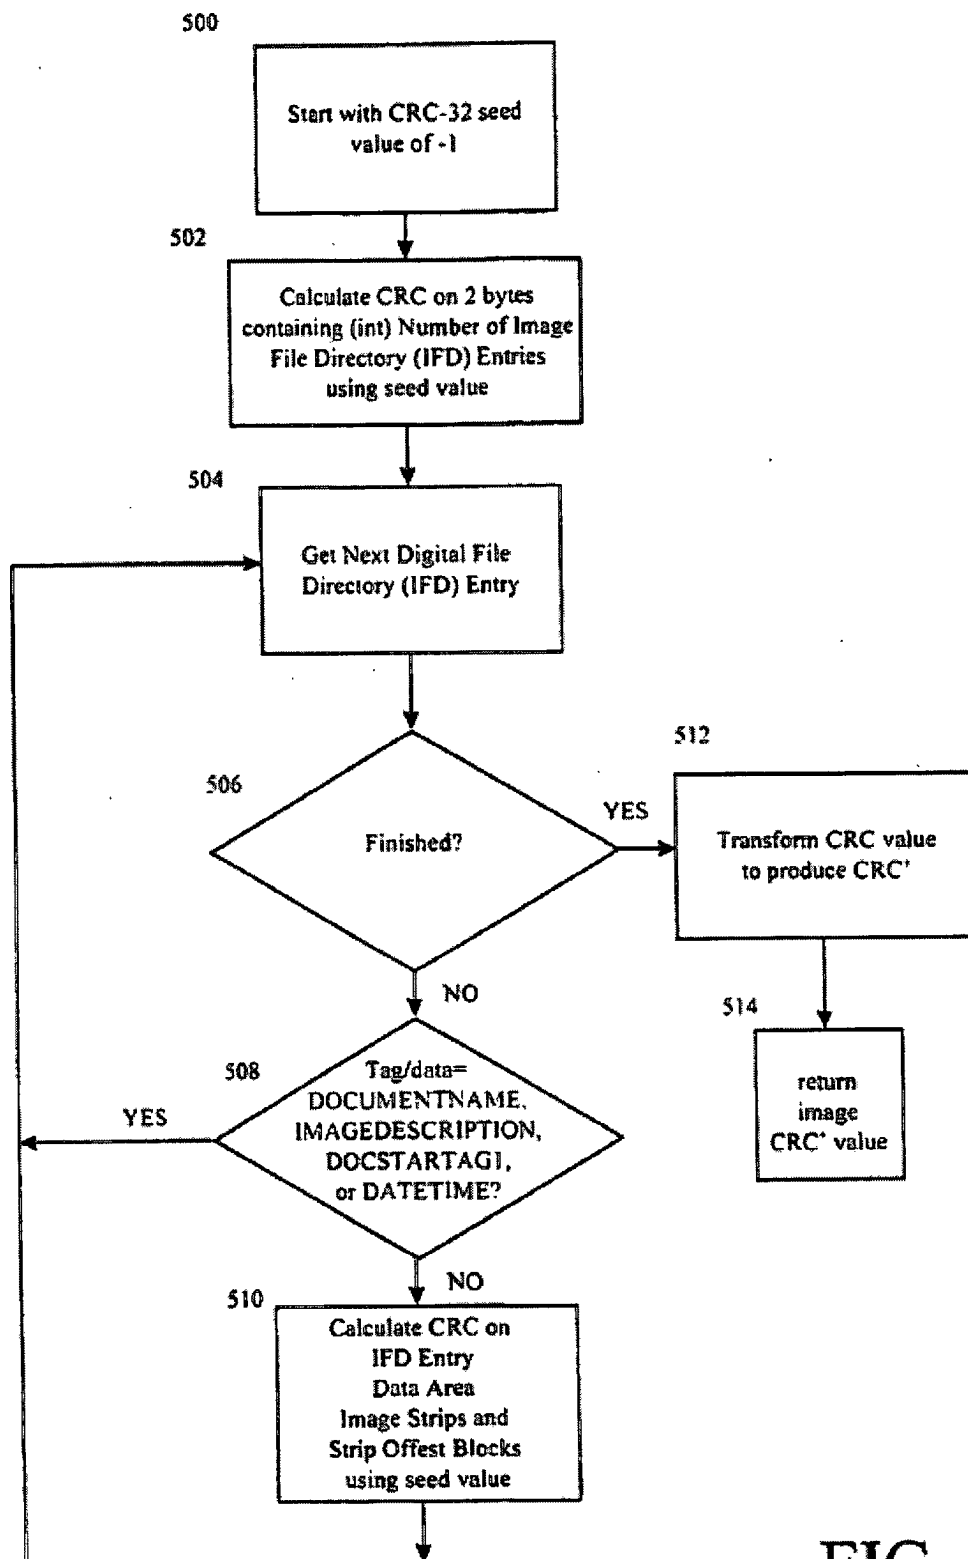 500
Start with CRC-32 seed
value of -1
502
Calculate CRC on 2 bytes
containing (int) Number of Image
File Directory (IFD) Entries
using seed value
504
Get Next Digital File
Directory (IFD) Entry
506
Finished?
YES
512
Transform CRC value
to produce CRC'
NO
514
return
image
CRC' value
508
Tag/data=
DOCUMENTNAME,
IMAGEDESCRIPTION,
DOCSTARTAG1,
or DATETIME?
YES
NO
510
Calculate CRC on
IFD Entry
Data Area
Image Strips and
Strip Offest Blocks
using seed value
FIG